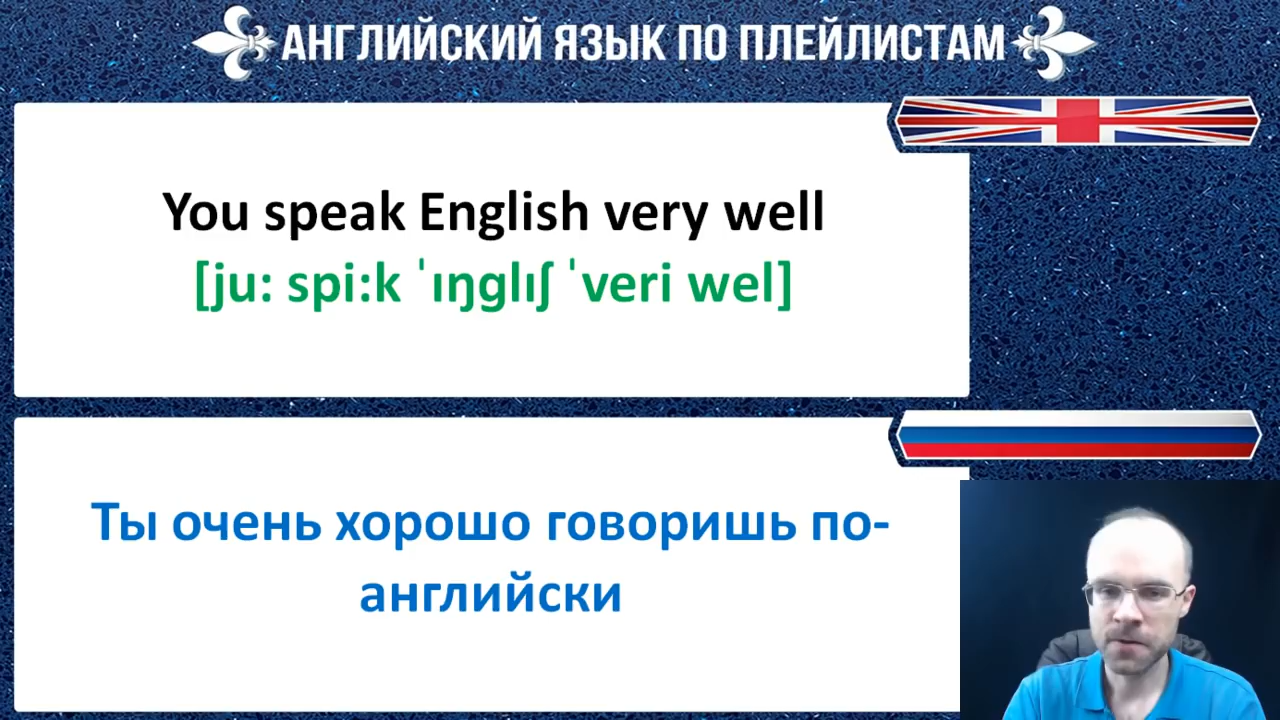 АНГЛИЙСКИЙ ЯЗЫК ПО ПЛЕЙЛИСТАМ
You speak English very well
[ju: spi:k ˈıŋglıʃ ˈveri wel]
Ты очень хорошо говоришь по-
английски